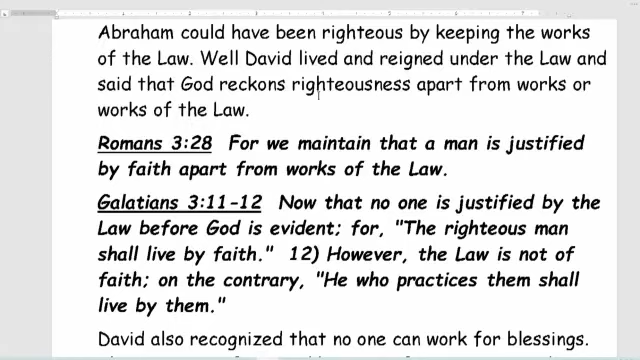 Abraham could have been righteous by keeping the works
of the Law. Well David lived and reigned under the Law and
said that God reckons righteousness apart from works or
works of the Law.
Romans 3:28 For we maintain that a man is justified
by faith apart from works of the Law.
Galatians 3:11-12 Now that no one is justified by the
Law before God is evident; for, "The righteous man
shall live by faith." 12) However, the Law is not of
faith; on the contrary, "He who practices them shall
live by them."
David also recognized that no one can work for blessings.